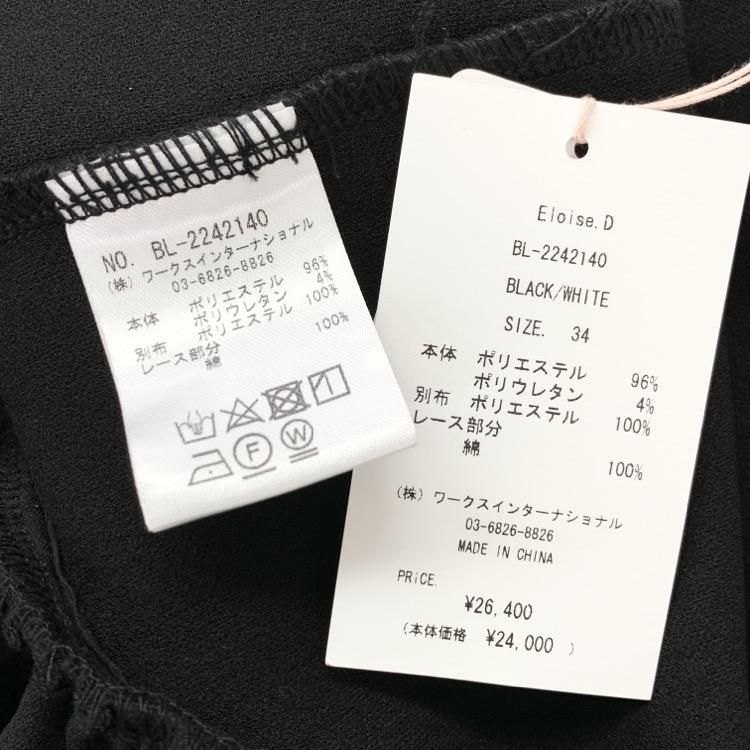 NO. BL-2242140
(株) ワークスインターナショナル
03-6826-8826
本体 ポリエステル 96%
ポリウレタン 4%
別布 ポリエステル 100%
レース部分
綿 100%
F W
Eloise.D
BL-2242140
BLACK/WHITE
SIZE. 34
本体 ポリエステル 96%
ポリウレタン 4%
別布 ポリエステル 100%
レース部分
綿 100%
(株) ワークスインターナショナル
03-6826-8826
MADE IN CHINA
PRiCE.
¥26,400
(本体価格 ¥24,000 )